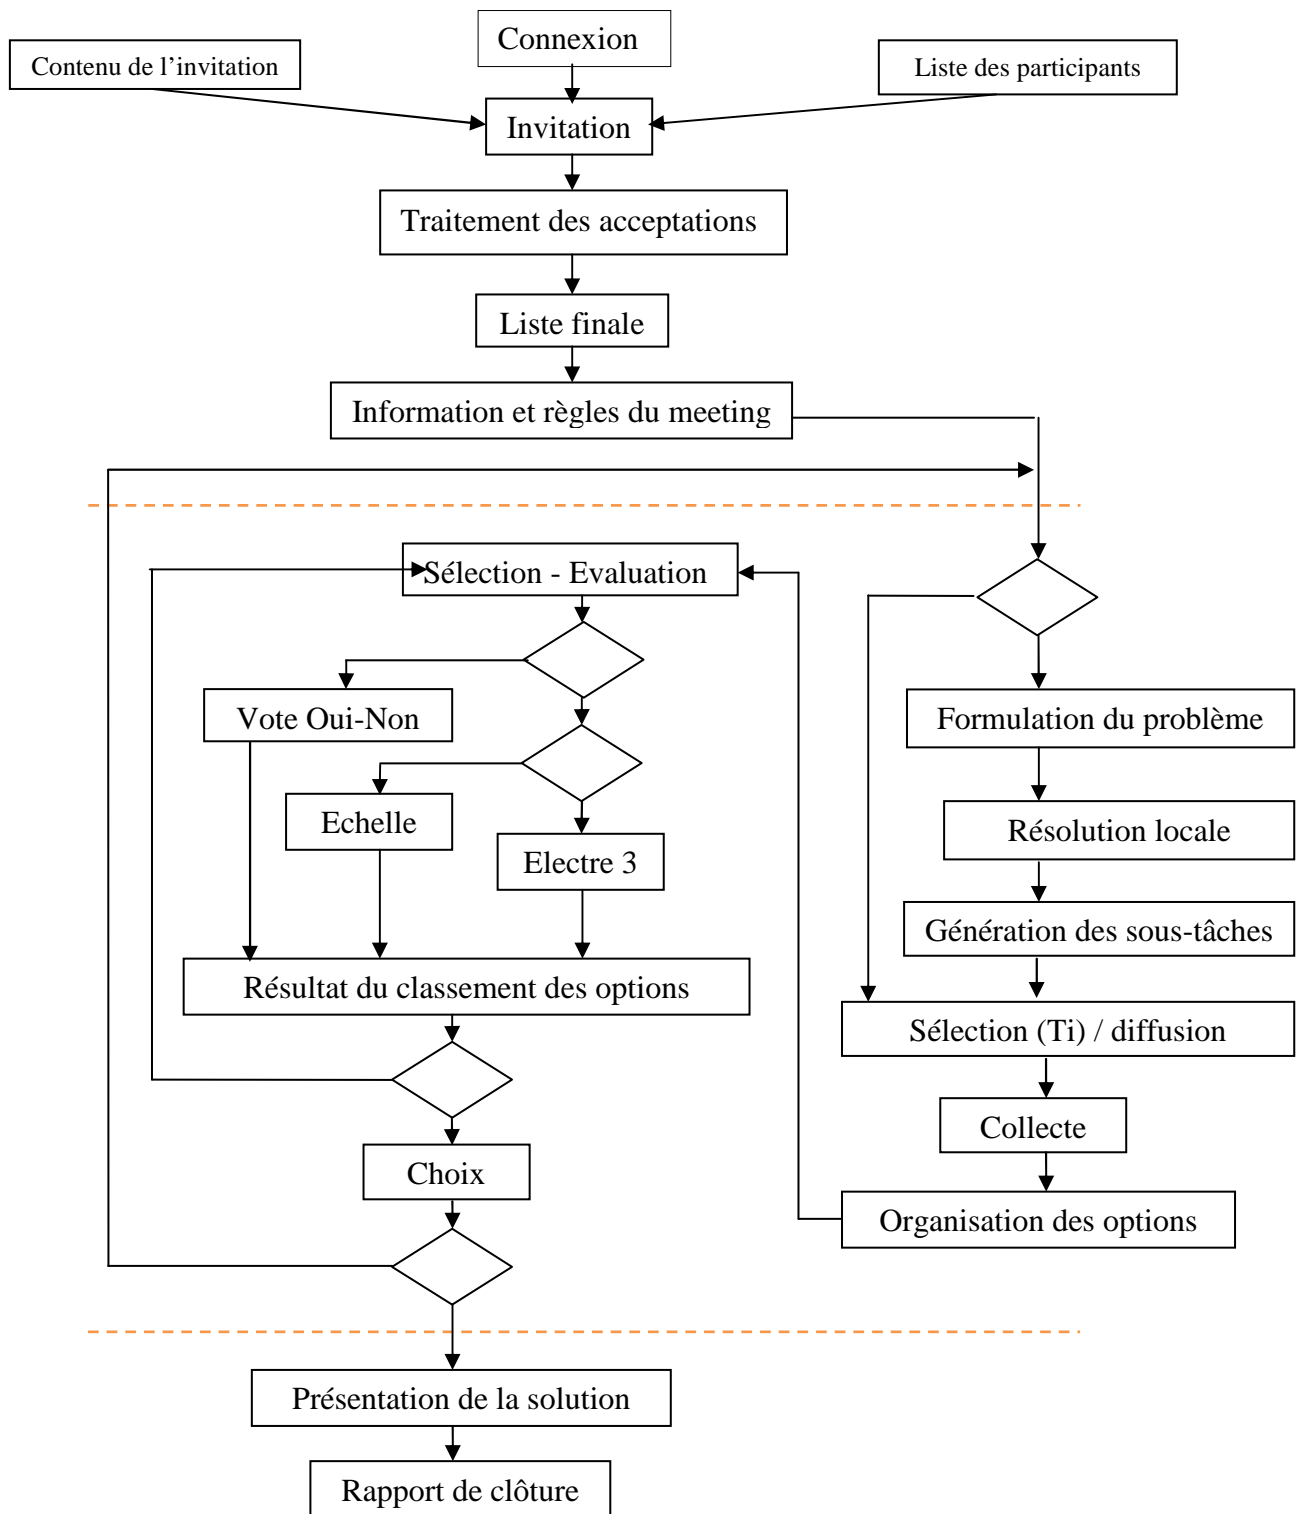 Connexion
Contenu de l’invitation
Liste des participants
Invitation
Traitement des acceptations
Liste finale
Information et règles du meeting
Sélection - Evaluation
Vote Oui-Non
Echelle
Electre 3
Résultat du classement des options
Choix
Formulation du problème
Résolution locale
Génération des sous-tâches
Sélection (Ti) / diffusion
Collecte
Organisation des options
Présentation de la solution
Rapport de clôture